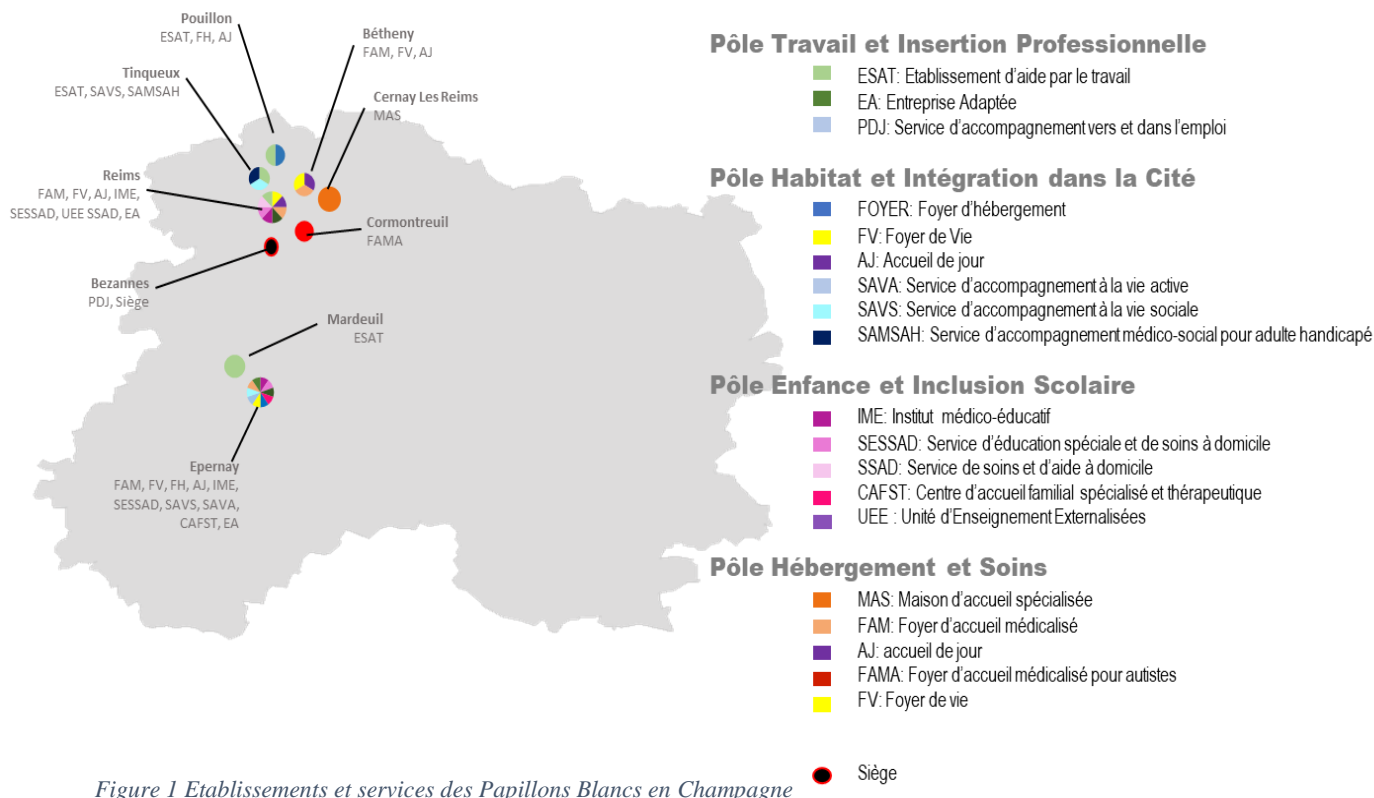 Pouillon
ESAT, FH, AJ
Bétheny
FAM, FV, AJ
Tinqueux
ESAT, SAVS, SAMSAH
Cernay Les Reims
MAS
Reims
FAM, FV, AJ, IME,
SESSAD, UEE SSAD, EA
Cormontreuil
FAMA
Bezannes
PDJ, Siège
Mardeuil
ESAT
Epernay
FAM, FV, FH, AJ, IME,
SESSAD, SAVS, SAVA,
CAFST, EA
Pôle Travail et Insertion Professionnelle
ESAT: Etablissement d'aide par le travail
EA: Entreprise Adaptée
PDJ: Service d'accompagnement vers et dans l'emploi
Pôle Habitat et Intégration dans la Cité
FOYER: Foyer d'hébergement
FV: Foyer de Vie
AJ: Accueil de jour
SAVA: Service d'accompagnement à la vie active
SAVS: Service d'accompagnement à la vie sociale
SAMSAH: Service d'accompagnement médico-social pour adulte handicapé
Pôle Enfance et Inclusion Scolaire
IME: Institut médico-éducatif
SESSAD: Service d'éducation spéciale et de soins à domicile
SSAD: Service de soins et d'aide à domicile
CAFST: Centre d'accueil familial spécialisé et thérapeutique
UEE : Unité d'Enseignement Externalisées
Pôle Hébergement et Soins
MAS: Maison d'accueil spécialisée
FAM: Foyer d'accueil médicalisé
AJ: accueil de jour
FAMA: Foyer d'accueil médicalisé pour autistes
FV: Foyer de vie
Siège
Figure 1 Etablissements et services des Papillons Blancs en Champagne